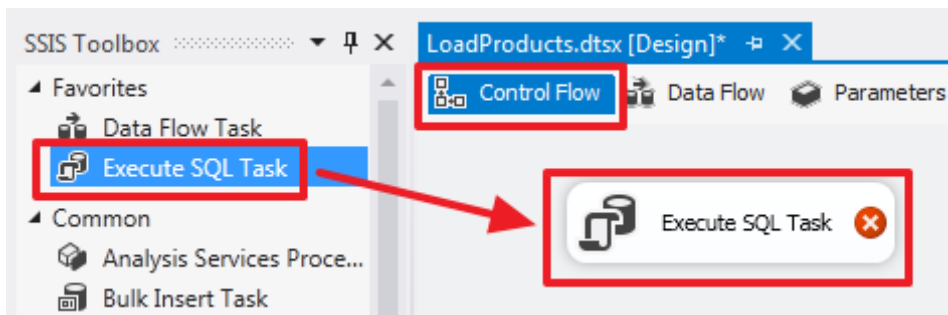 SSIS Toolbox
LoadProducts.dtsx [Design]*
Favorites
Control Flow
Data Flow
Parameters
Data Flow Task
Execute SQL Task
Common
Execute SQL Task
Analysis Services Proce...
Bulk Insert Task